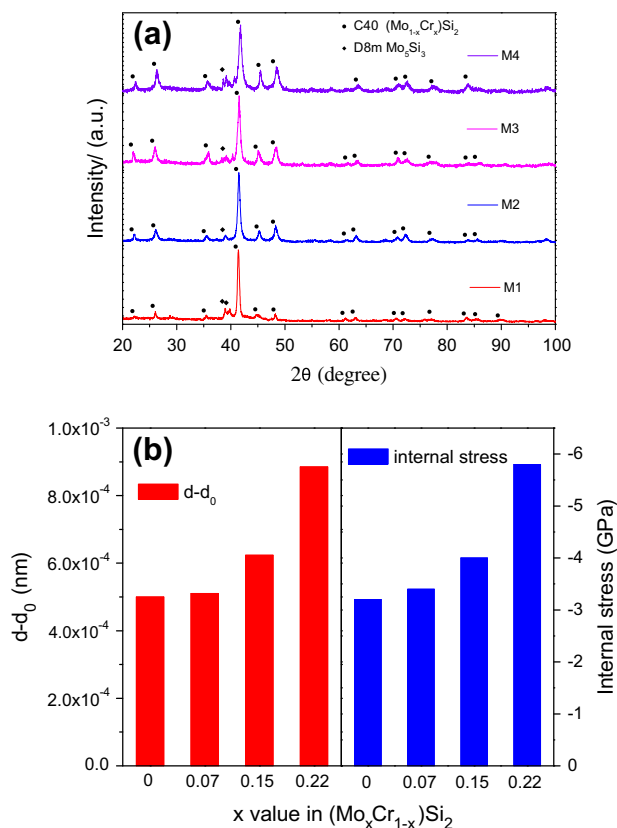 (a)
• C40 (Mo1-xCrx)Si2
♦ D8m Mo5Si3
M4
M3
M2
M1
Intensity/ (a.u.)
20 30 40 50 60 70 80 90 100
2θ (degree)
(b)
1.0x10-3
8.0x10-4
6.0x10-4
4.0x10-4
2.0x10-4
0.0
d-d0 (nm)
d-d0
internal stress
-6
-5
-4
-3
-2
-1
0
Internal stress (GPa)
0 0.07 0.15 0.22 0 0.07 0.15 0.22
x value in (MoxCr1-x)Si2